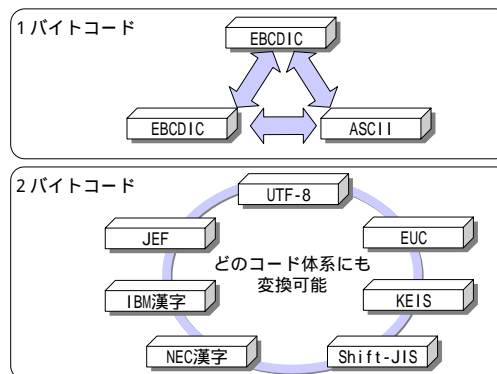 1バイトコード
EBCDIC
EBCDIC
ASCII
2バイトコード
UTF-8
JEF
EUC
どのコード体系にも
変換可能
IBM漢字
KEIS
NEC漢字
Shift-JIS